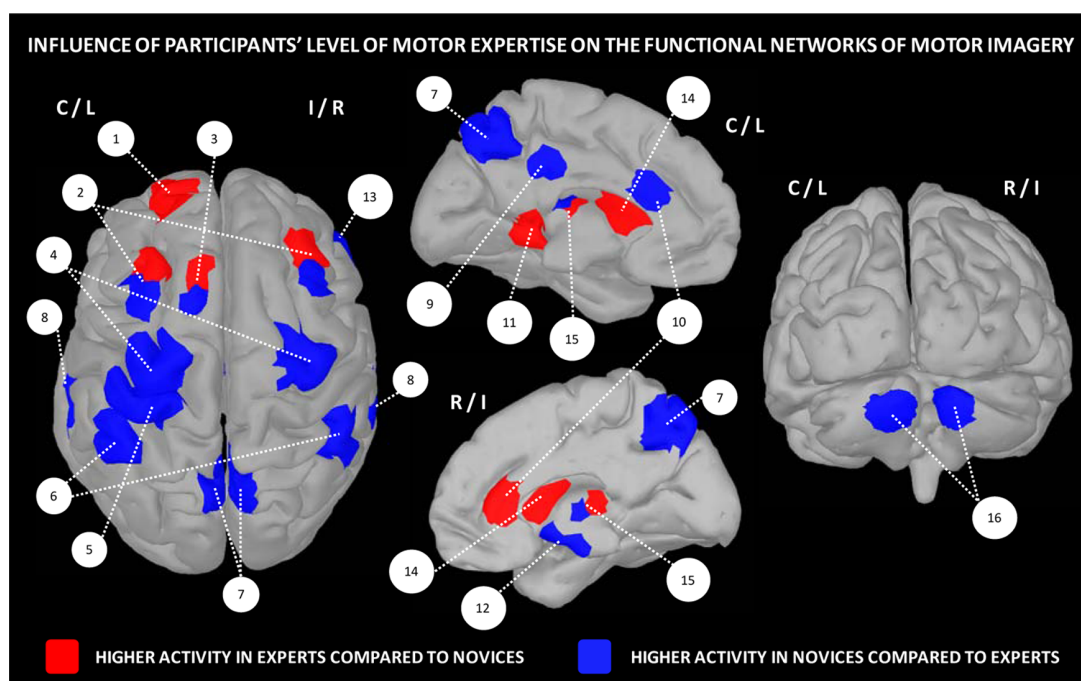 INFLUENCE OF PARTICIPANTS' LEVEL OF MOTOR EXPERTISE ON THE FUNCTIONAL NETWORKS OF MOTOR IMAGERY
C / L
I / R
1
3
2
13
4
8
8
6
5
7
7
14
C / L
9
11
15
10
R / I
7
14
12
15
C / L
R / I
16
HIGHER ACTIVITY IN EXPERTS COMPARED TO NOVICES
HIGHER ACTIVITY IN NOVICES COMPARED TO EXPERTS